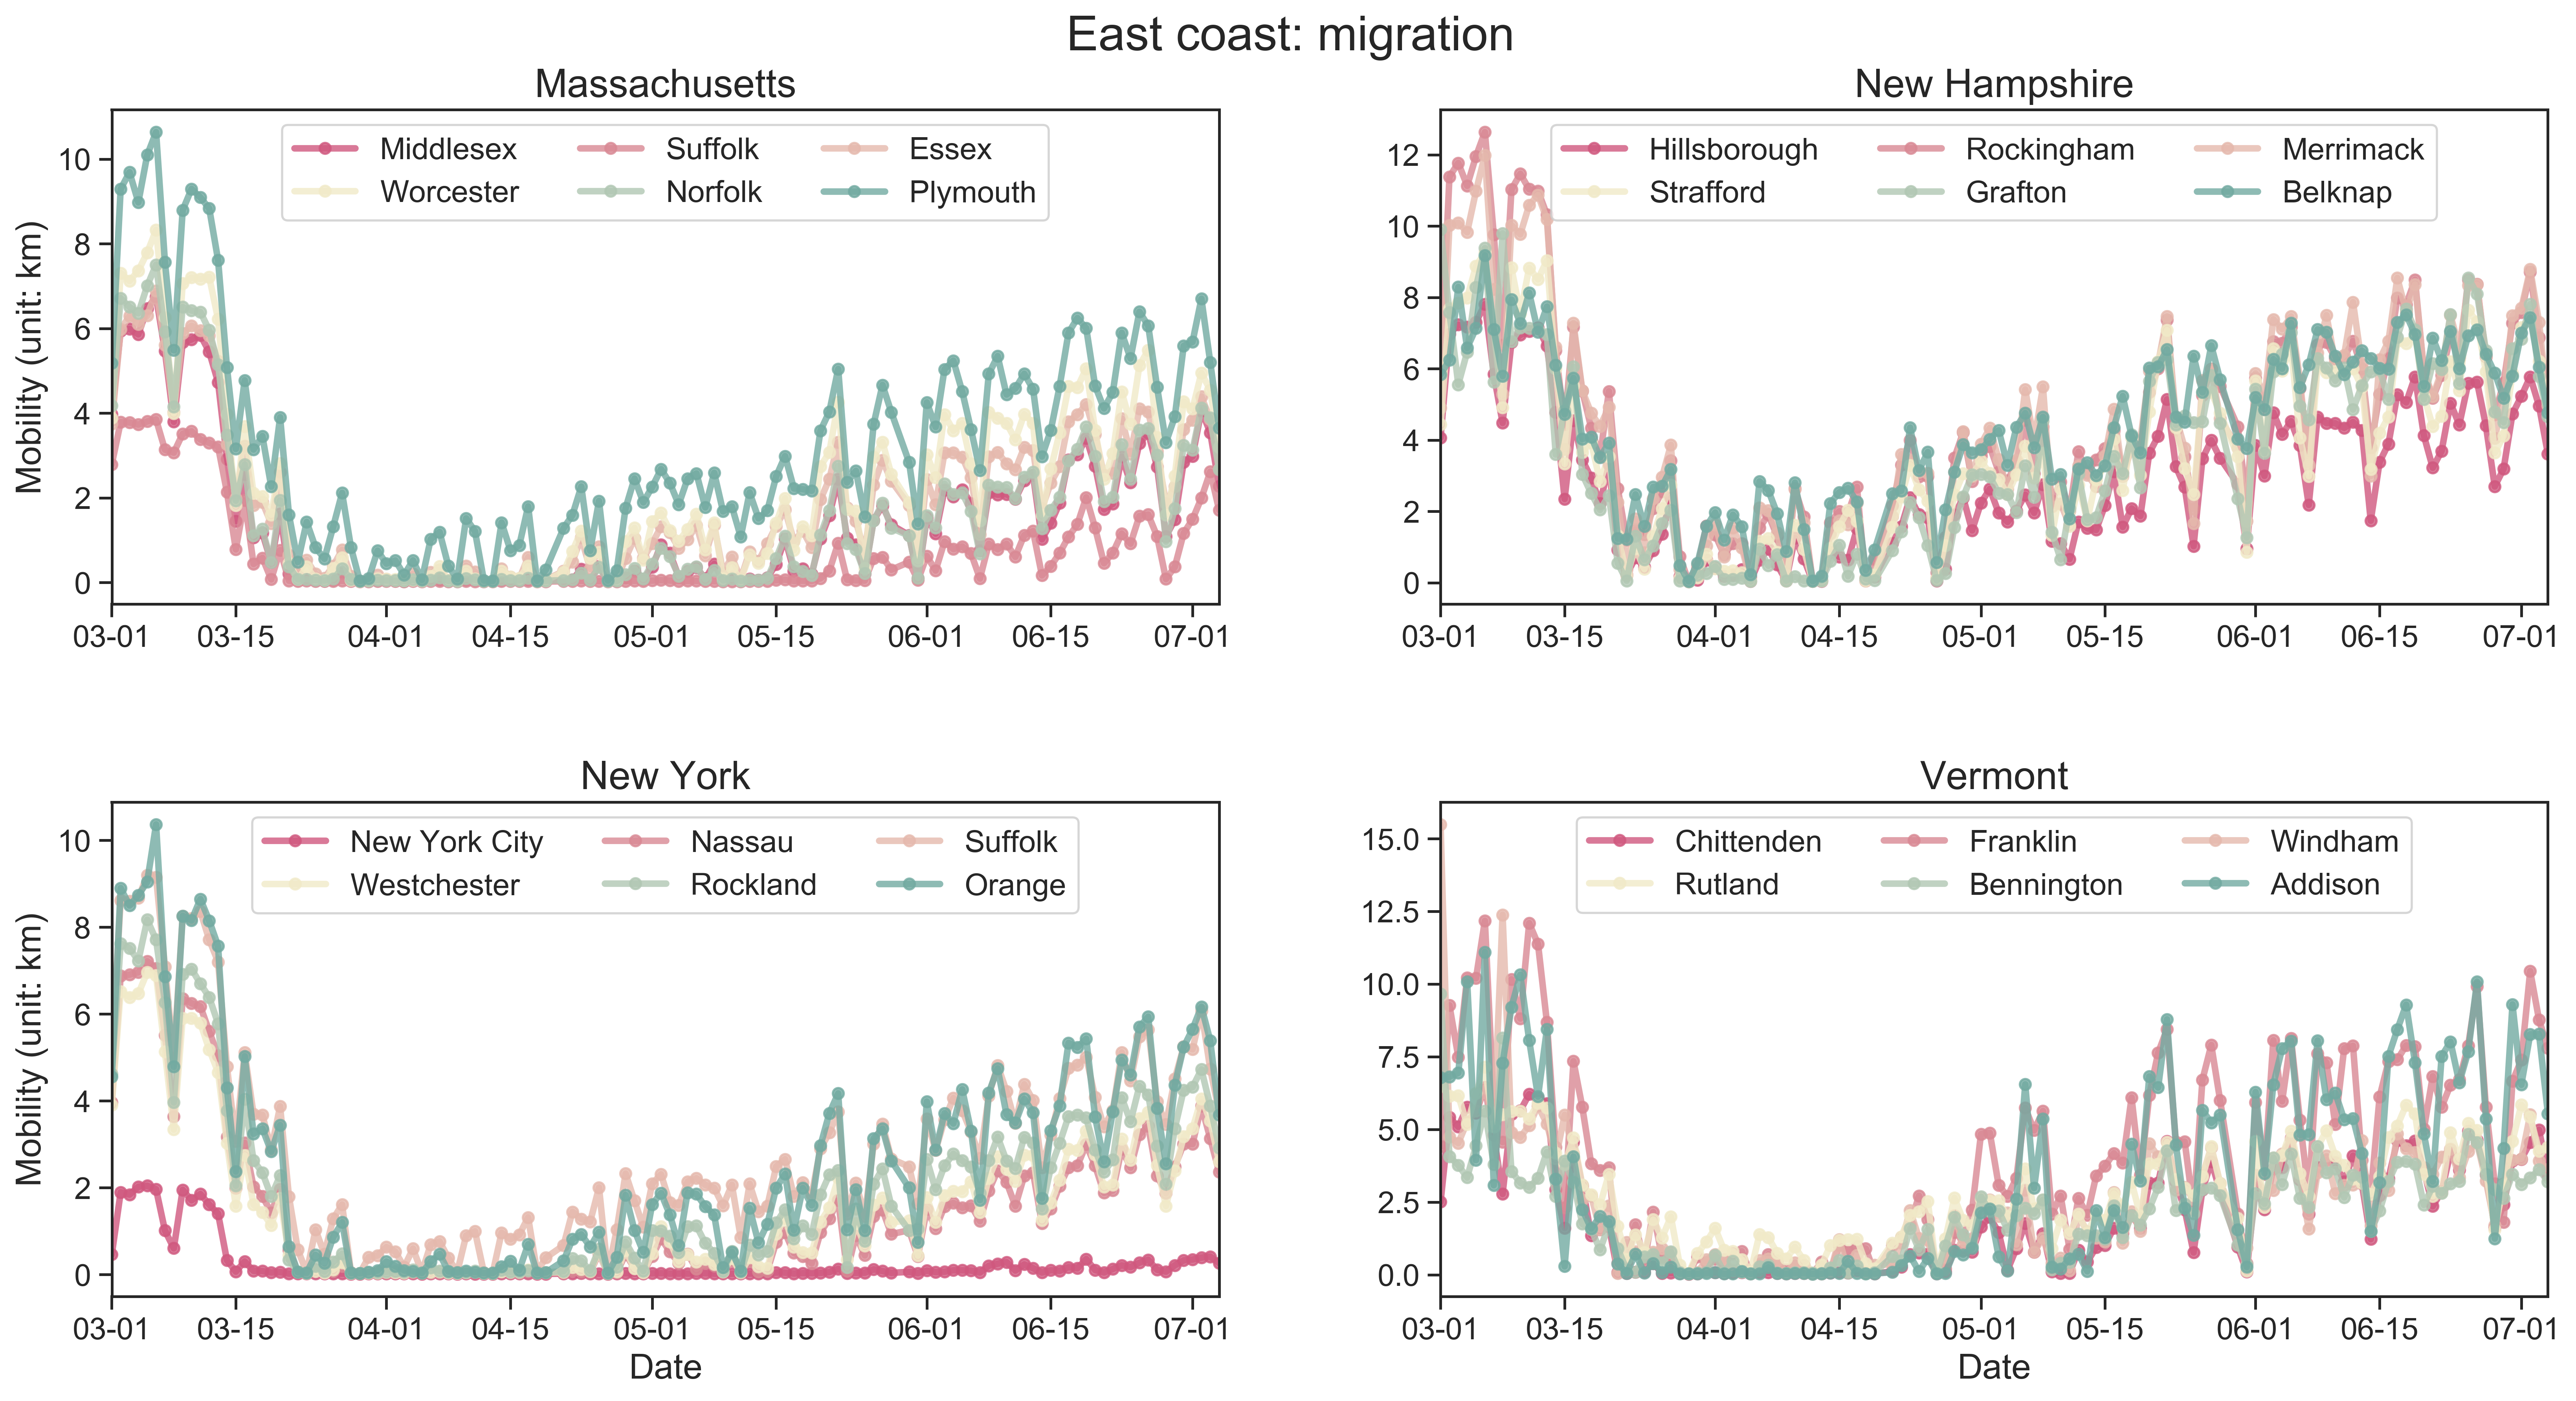 East coast: migration
Massachusetts
Mobility (unit: km)
10
8
6
4
2
0
Middlesex Suffolk Essex
Worcester Norfolk Plymouth
03-01 03-15 04-01 04-15 05-01 05-15 06-01 06-15 07-01
New Hampshire
12
10
8
6
4
2
0
Hillsborough Rockingham Merrimack
Strafford Grafton Belknap
03-01 03-15 04-01 04-15 05-01 05-15 06-01 06-15 07-01
New York
Mobility (unit: km)
10
8
6
4
2
0
New York City Nassau Suffolk
Westchester Rockland Orange
03-01 03-15 04-01 04-15 05-01 05-15 06-01 06-15 07-01
Date
Vermont
15.0
12.5
10.0
7.5
5.0
2.5
0.0
Chittenden Franklin Windham
Rutland Bennington Addison
03-01 03-15 04-01 04-15 05-01 05-15 06-01 06-15 07-01
Date